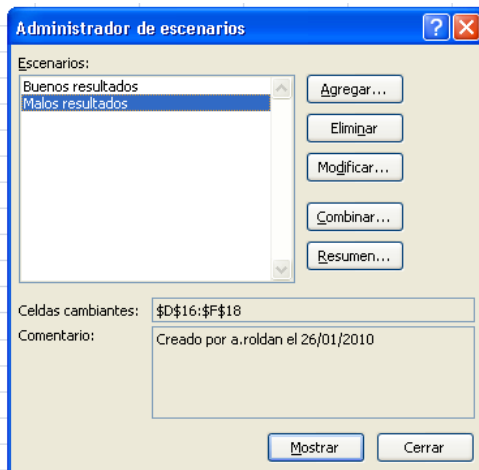 Administrador de escenarios
Escenarios:
Buenos resultados
Malos resultados
Agregar...
Eliminar
Modificar...
Combinar...
Resumen...
Celdas cambiantes: $D$16:$F$18
Comentario: Creado por a.roldan el 26/01/2010
Mostrar Cerrar